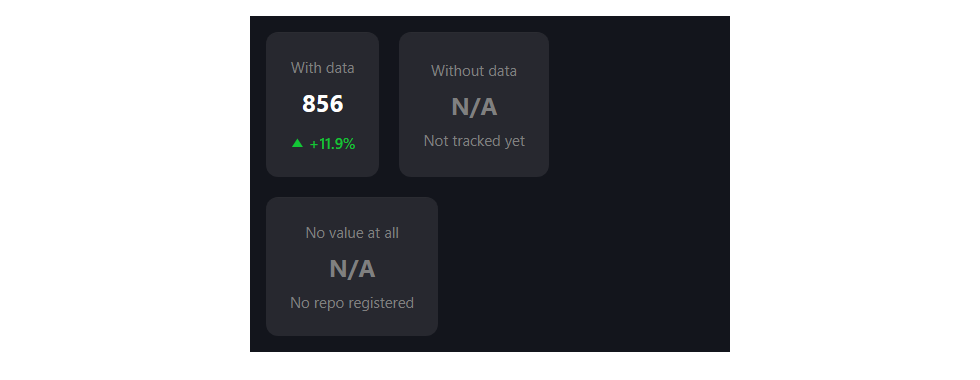 With data
856
▲ +11.9%
Without data
N/A
Not tracked yet
No value at all
N/A
No repo registered